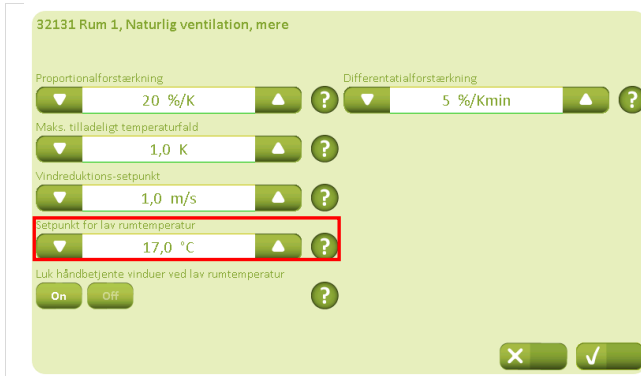 32131 Rum 1, Naturlig ventilation, mere
Proportionalforstærkning
20 %/K
?
Differentatialforstærkning
5 %/Kmin
?
Maks. tilladeligt temperaturfald
1,0 K
?
Vindreduktions-setpunkt
1,0 m/s
?
Setpunkt for lav rumtemperatur
17,0 °C
?
Luk håndbetjente vinduer ved lav rumtemperatur
On Off
?